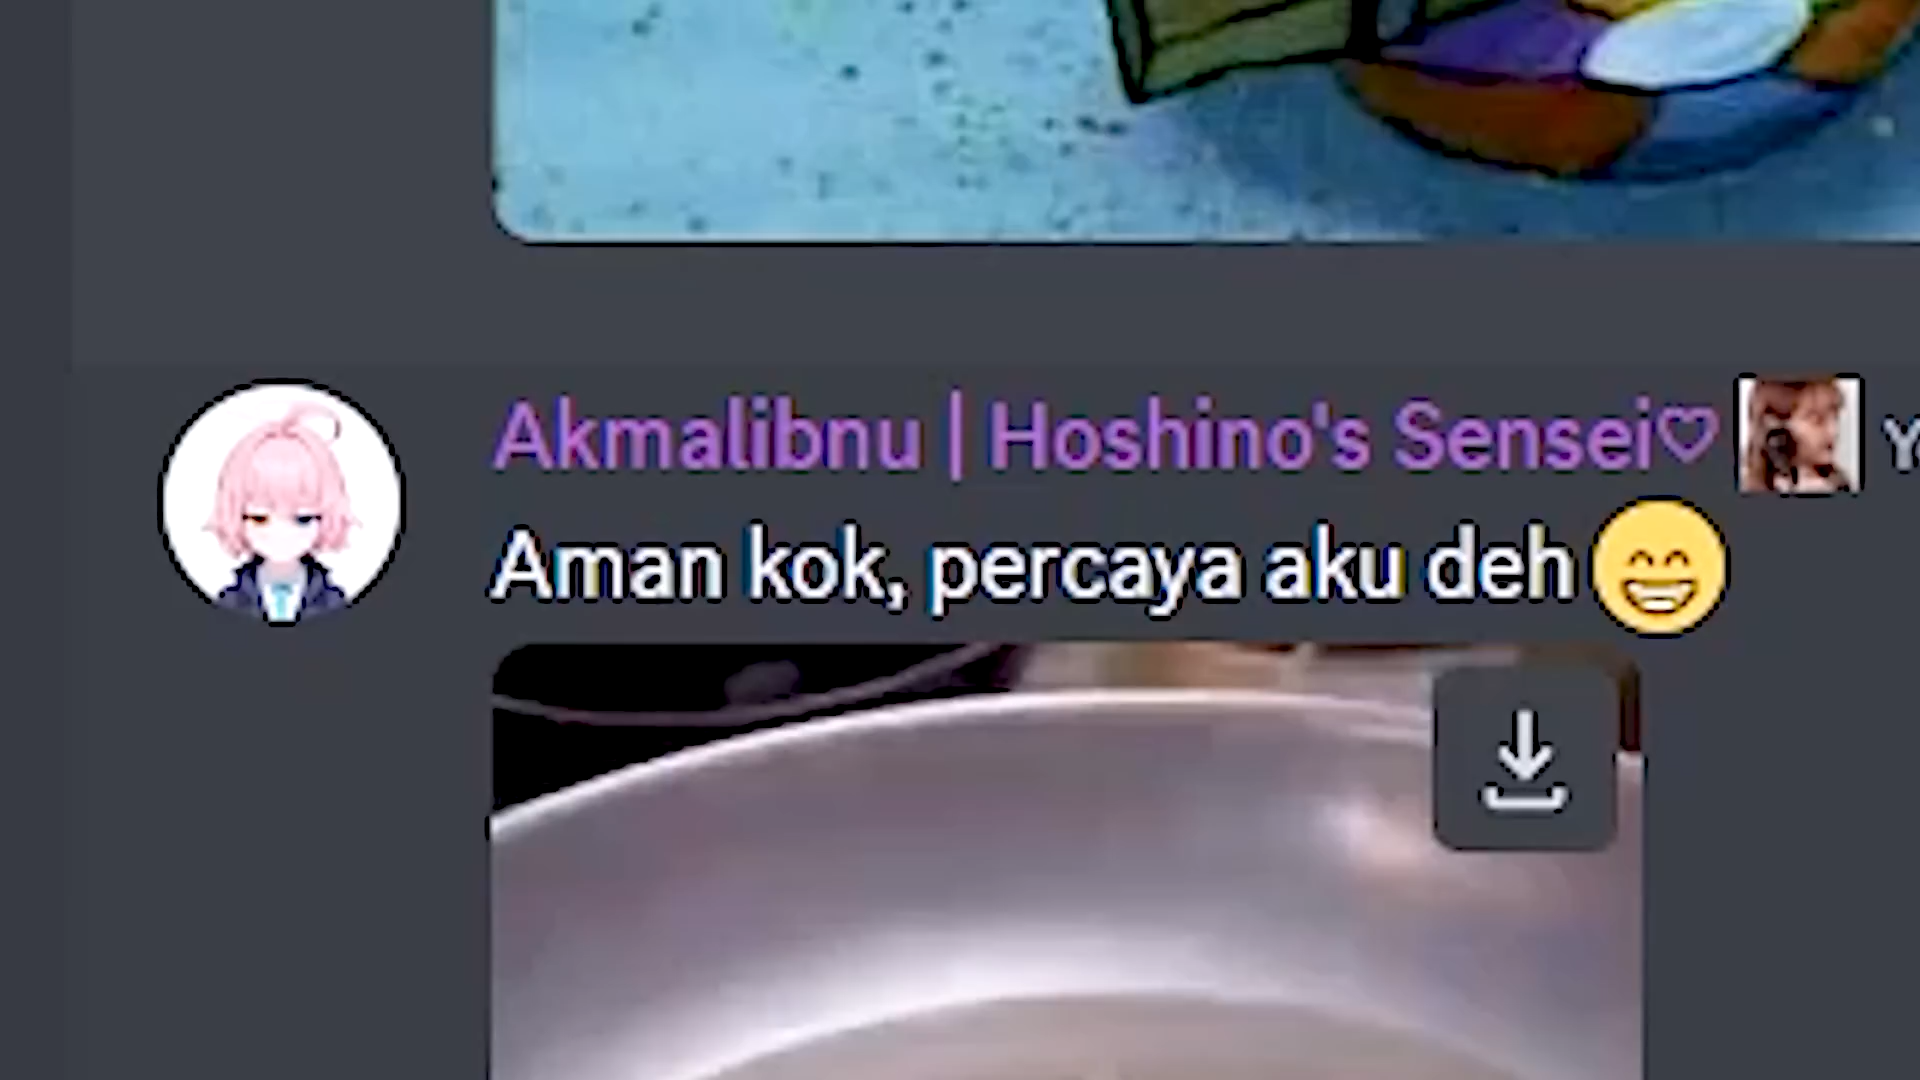 Akmalibnu | Hoshino's Sensei♡
Aman kok, percaya aku deh😁